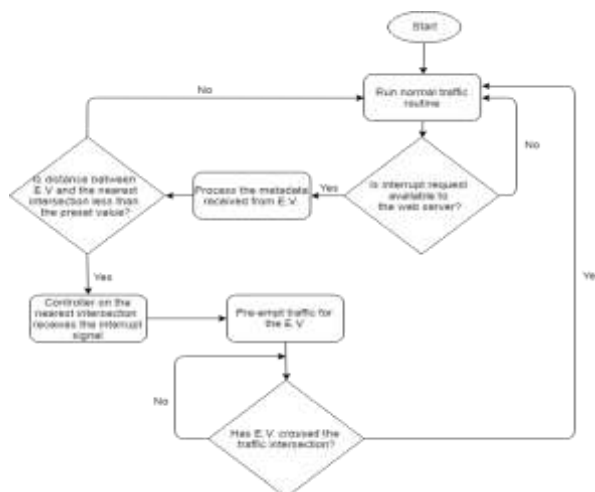 Start
Run normal traffic
routine
No
No
Is distance between
E.V and the nearest
intersection less than
the preset value?
Process the metadata
received from E.V.
Yes
Is interrupt request
available to
the web server?
Yes
Controller on the
nearest intersection
receives the interrupt
signal
Pre-empt traffic for
the E.V
Ye
No
Has E.V. crossed the
traffic intersection?